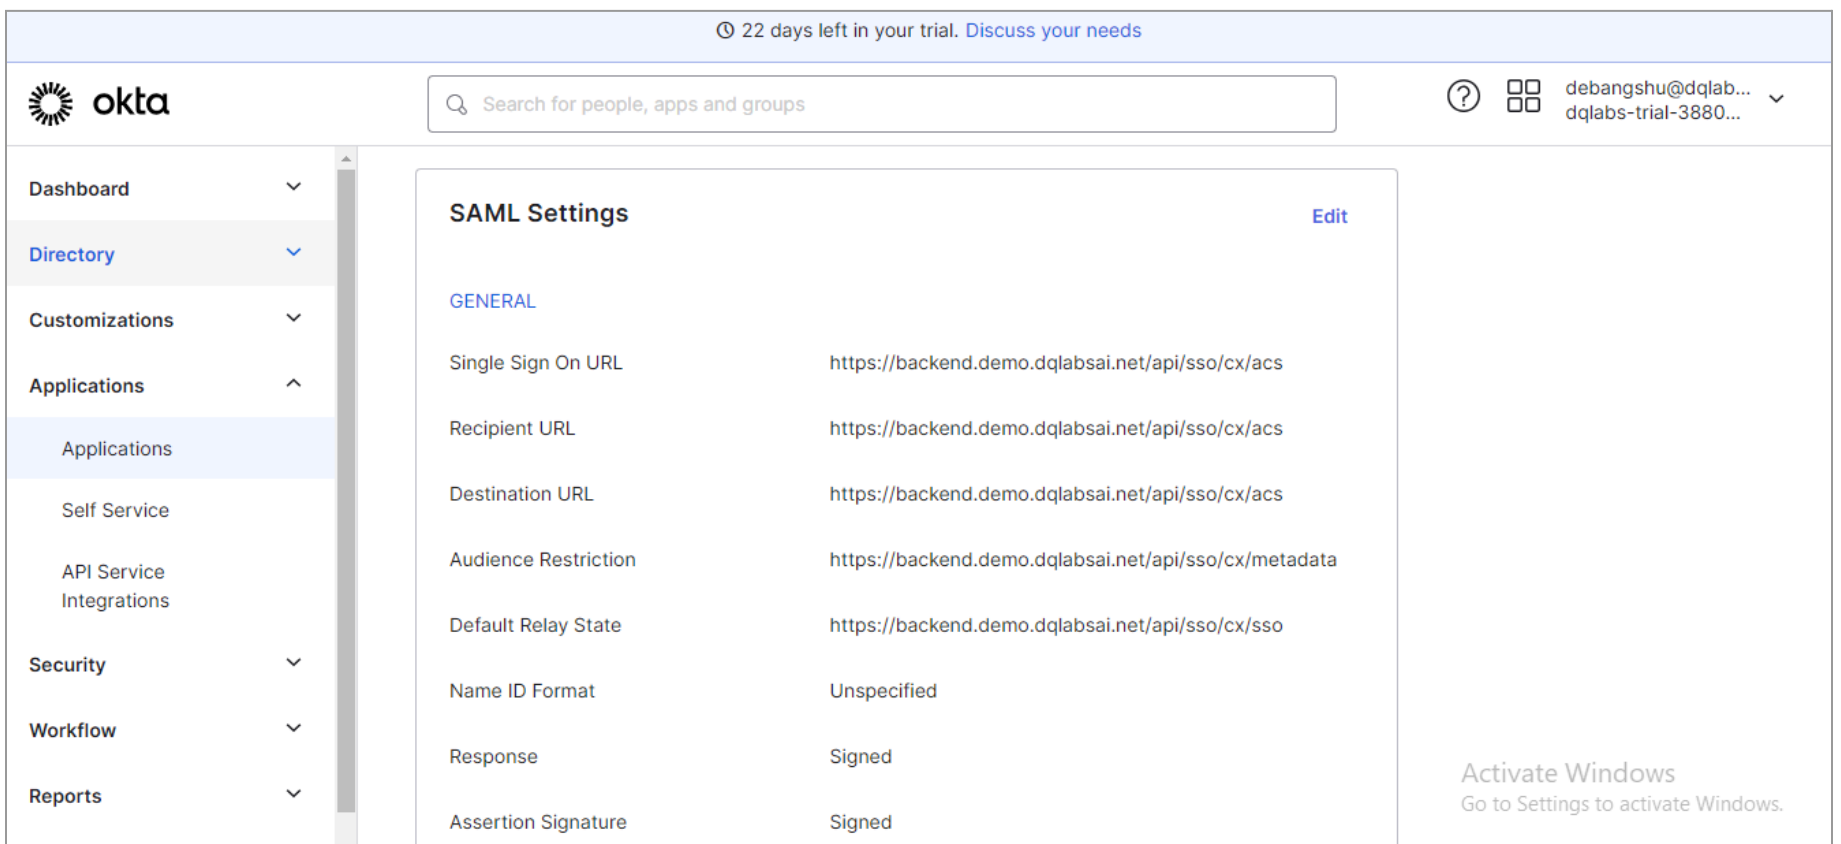 22 days left in your trial. Discuss your needs
okta
Search for people, apps and groups
debangshu@dqlab...
dqlabs-trial-3880...
Dashboard
Directory
Customizations
Applications
Applications
Self Service
API Service
Integrations
Security
Workflow
Reports
SAML Settings
Edit
GENERAL
Single Sign On URL https://backend.demo.dqlabsai.net/api/sso/cx/acs
Recipient URL https://backend.demo.dqlabsai.net/api/sso/cx/acs
Destination URL https://backend.demo.dqlabsai.net/api/sso/cx/acs
Audience Restriction https://backend.demo.dqlabsai.net/api/sso/cx/metadata
Default Relay State https://backend.demo.dqlabsai.net/api/sso/cx/sso
Name ID Format Unspecified
Response Signed
Assertion Signature Signed
Activate Windows
Go to Settings to activate Windows.